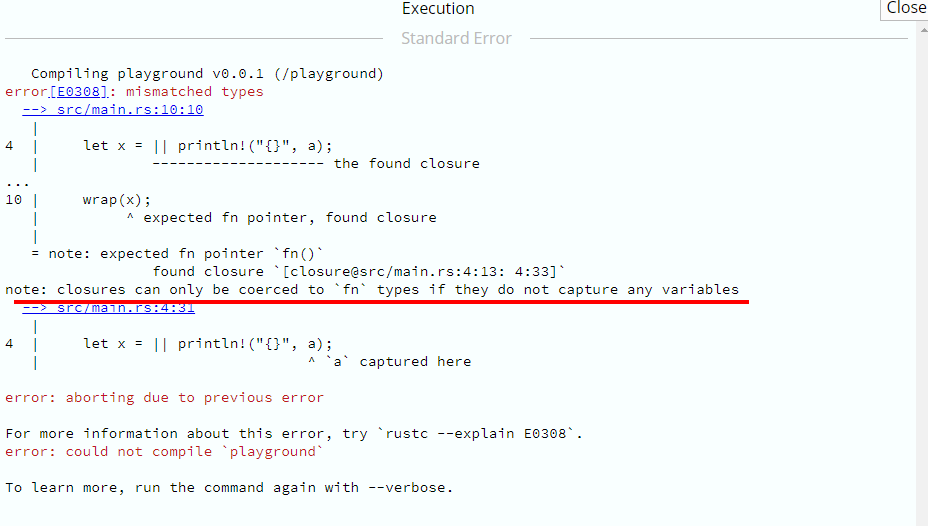 Execution
Close
Standard Error
   Compiling playground v0.0.1 (/playground)
error[E0308]: mismatched types
  --> src/main.rs:10:10
   |
4  |     let x = || println!("{}", a);
   |             -------------------- the found closure
...
10 |     wrap(x);
   |          ^ expected fn pointer, found closure
   |
   = note: expected fn pointer `fn()`
                 found closure `[closure@src/main.rs:4:13: 4:33]`
note: closures can only be coerced to `fn` types if they do not capture any variables
  --> src/main.rs:4:31
   |
4  |     let x = || println!("{}", a);
   |                               ^ `a` captured here
error: aborting due to previous error
For more information about this error, try `rustc --explain E0308`.
error: could not compile `playground`
To learn more, run the command again with --verbose.